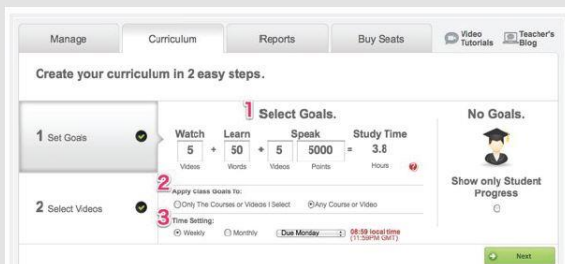 Manage
Curriculum
Reports
Buy Seats
Video Tutorials
Teacher's Blog
Create your curriculum in 2 easy steps.
1 Set Goals
2 Select Videos
1 Select Goals.
Watch Learn Speak Study Time
5 + 50 + 5 5000 = 3.8
Videos Words Videos Points Hours
2
Apply Class Goals To:
Only The Courses or Videos I Select Any Course or Video
3
Time Setting:
Weekly Monthly Due Monday 08:59 local time
(11:59PM GMT)
No Goals.
Show only Student
Progress
Next